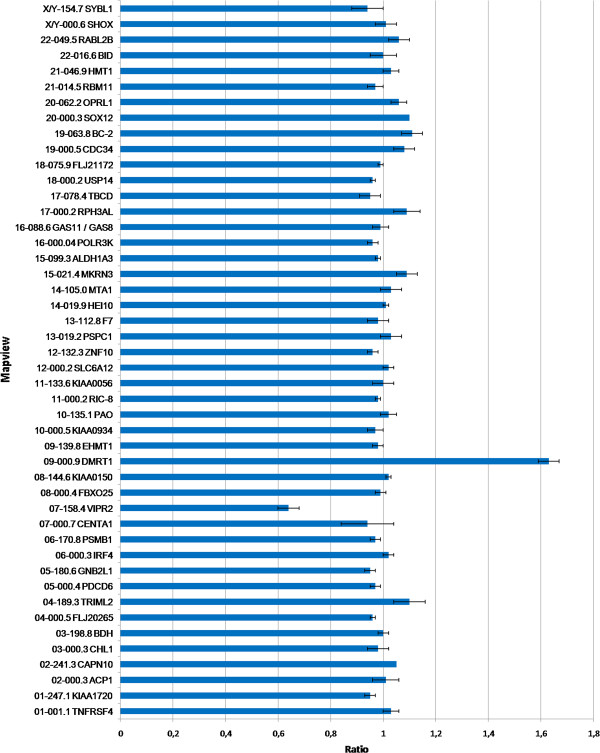 X/Y-154.7 SYBL1
X/Y-000.6 SHOX
22-049.5 RABL2B
22-016.6 BID
21-046.9 HMT1
21-014.5 RBM11
20-062.2 OPRL1
20-000.3 SOX12
19-063.8 BC-2
19-000.5 CDC34
18-075.9 FLJ21172
18-000.2 USP14
17-078.4 TBCD
17-000.2 RPH3AL
16-088.6 GAS11 / GAS8
16-000.04 POLR3K
15-099.3 ALDH1A3
15-021.4 MKRN3
14-105.0 MTA1
14-019.9 HEI10
13-112.8 F7
13-019.2 PSPC1
12-132.3 ZNF10
12-000.2 SLC6A12
11-133.6 KIAA0056
11-000.2 RIC-8
10-135.1 PAO
10-000.5 KIAA0934
09-139.8 EHMT1
09-000.9 DMRT1
08-144.6 KIAA0150
08-000.4 FBXO25
07-158.4 VIPR2
07-000.7 CENTA1
06-170.8 PSMB1
06-000.3 IRF4
05-180.6 GNB2L1
05-000.4 PDCD6
04-189.3 TRIML2
04-000.5 FLJ20265
03-198.8 BDH
03-000.3 CHL1
02-241.3 CAPN10
02-000.3 ACP1
01-247.1 KIAA1720
01-001.1 TNFRSF4
Mapview
0 0,2 0,4 0,6 0,8 1 1,2 1,4 1,6 1,8
Ratio